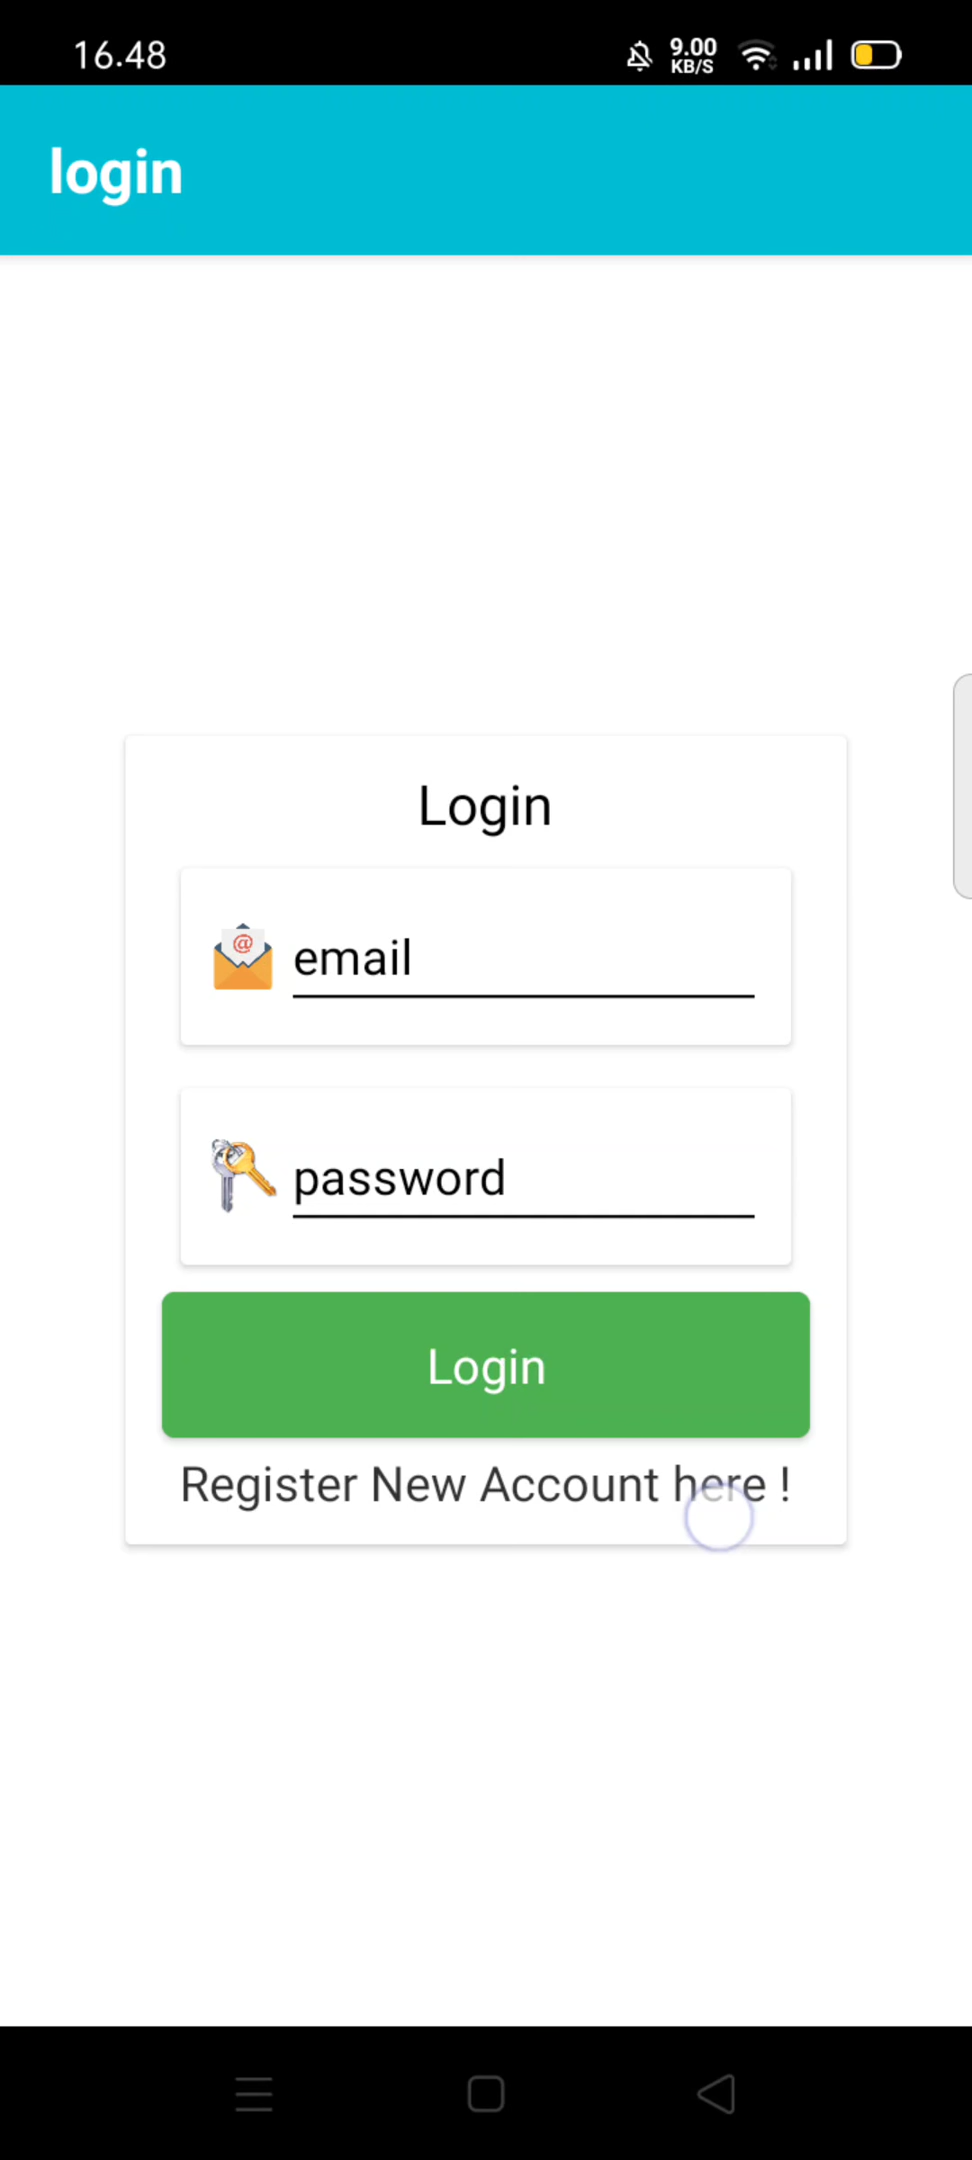 16.48
9.00
KB/S
login
Login
@
email
password
Login
Register New Account here !